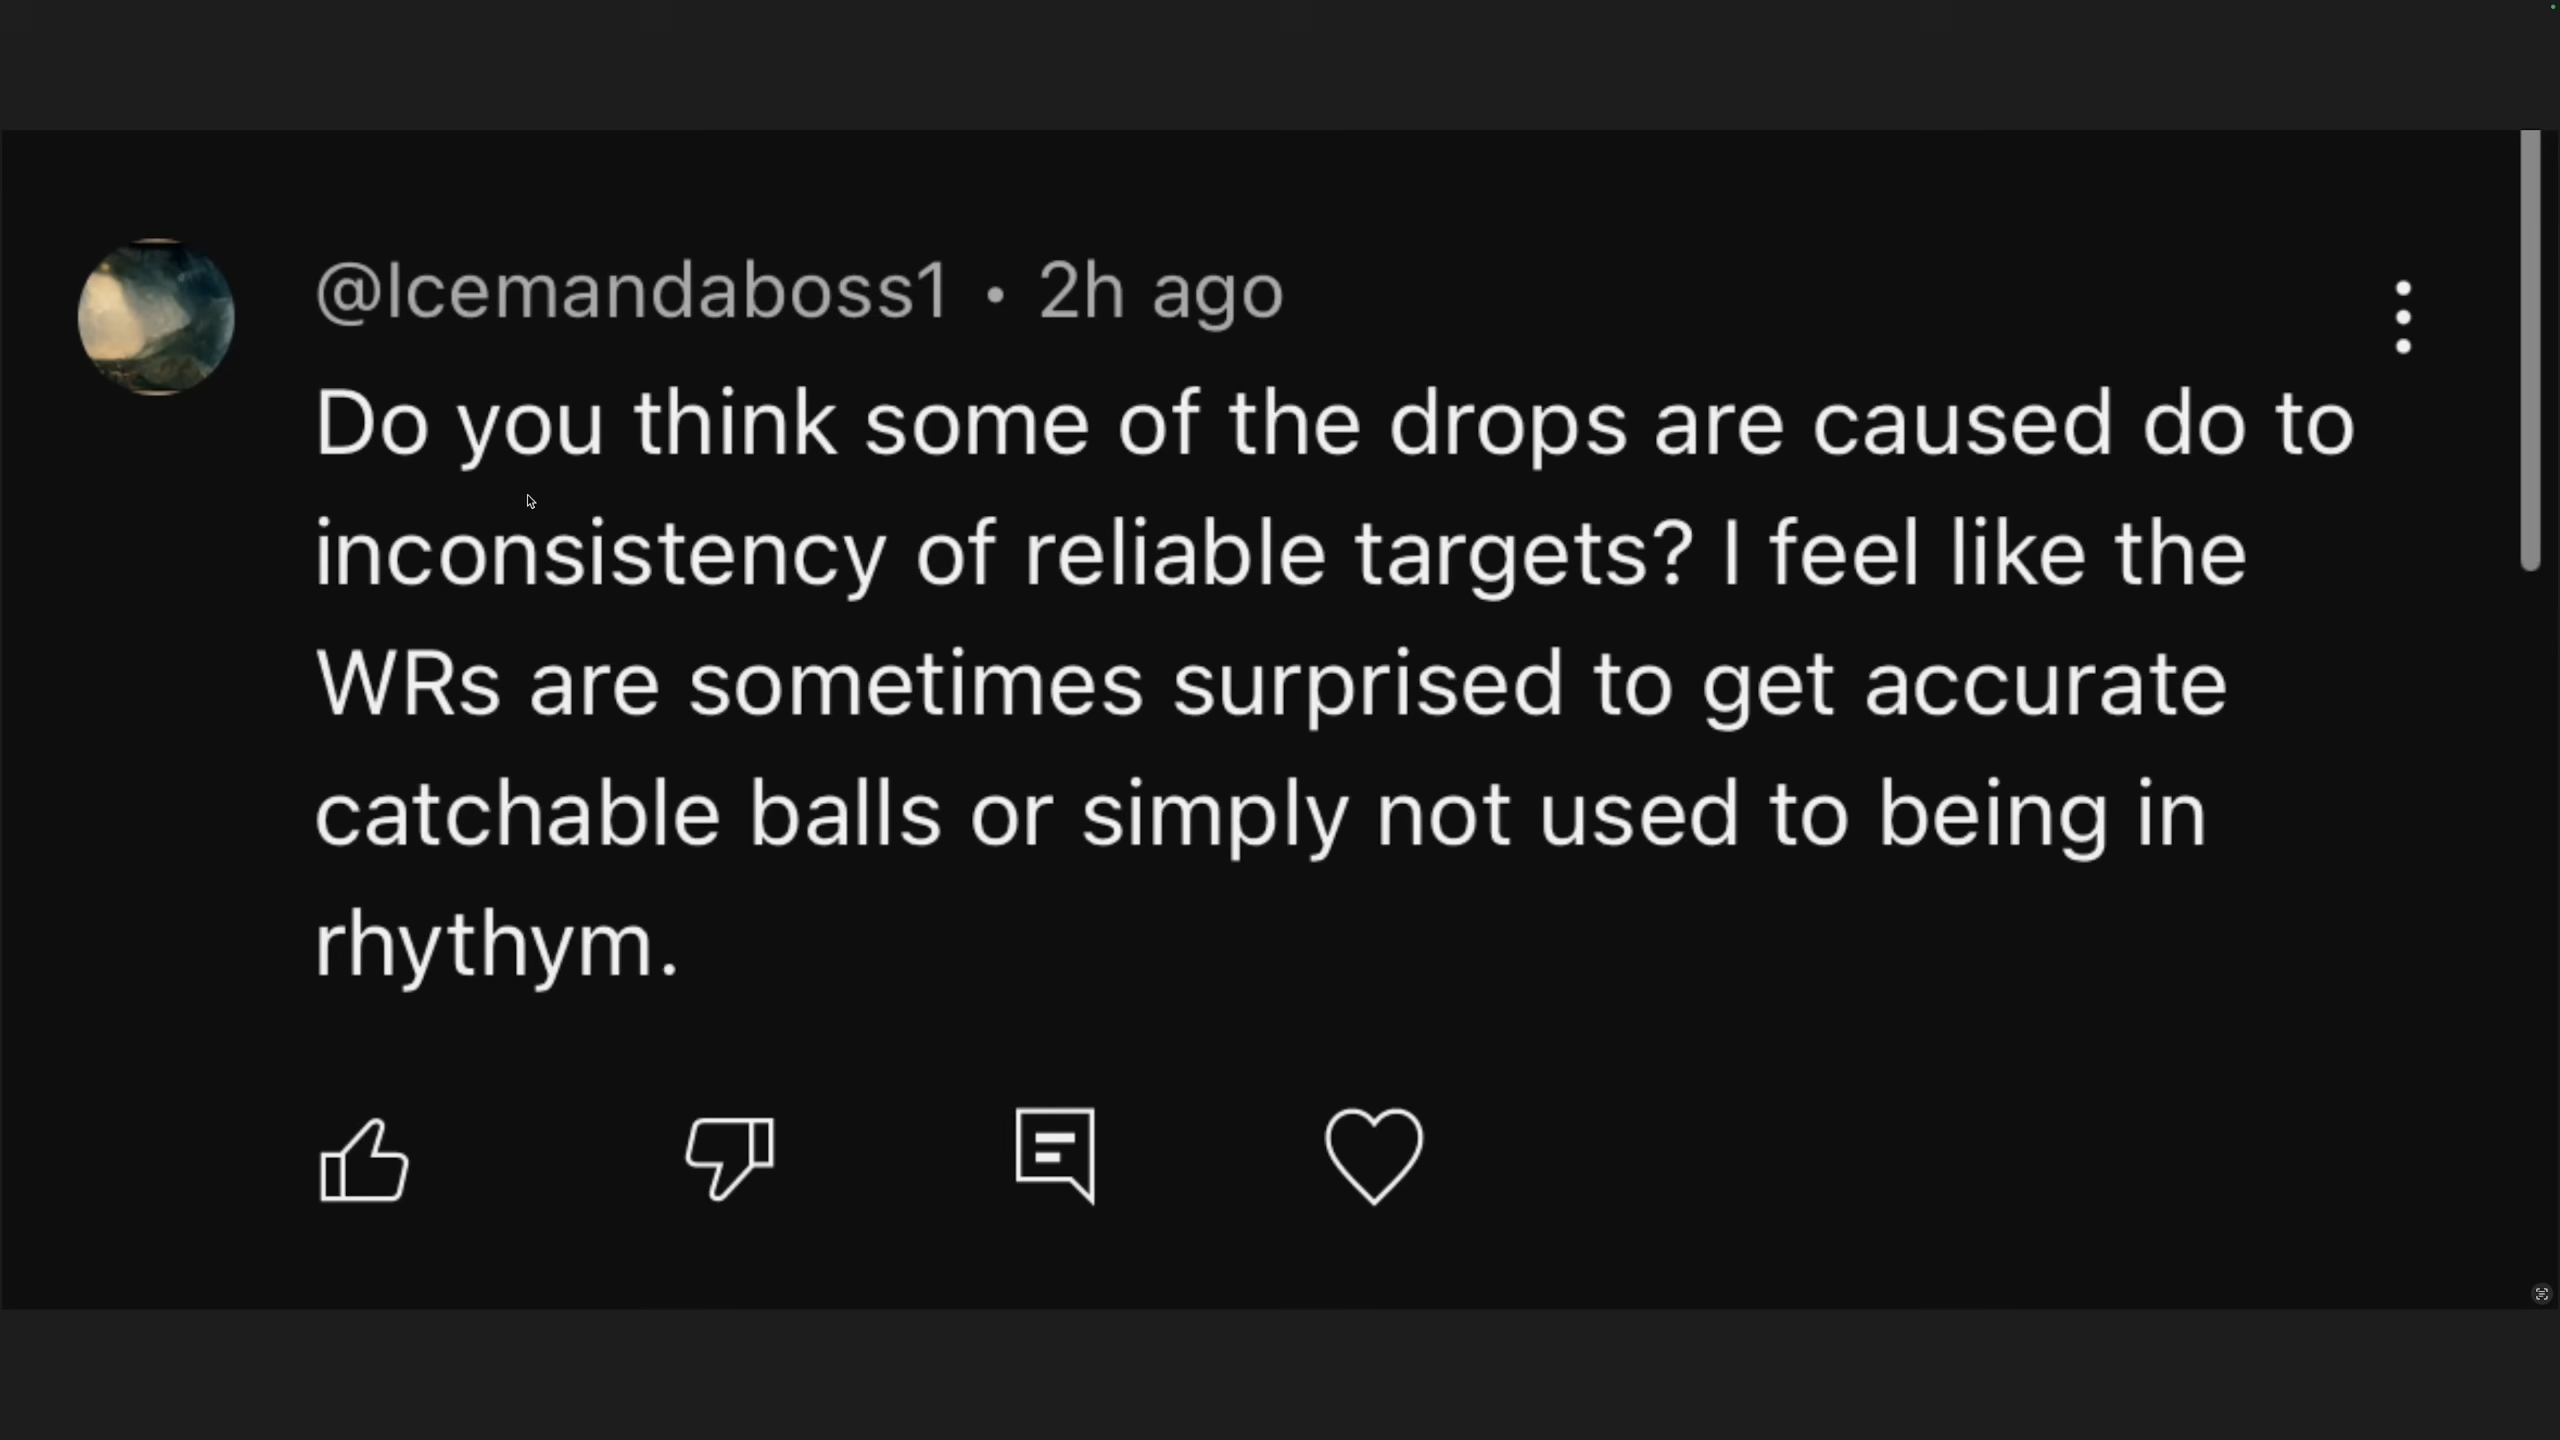 @Icemandaboss1 • 2h ago
Do you think some of the drops are caused do to
inconsistency of reliable targets? I feel like the
WRs are sometimes surprised to get accurate
catchable balls or simply not used to being in
rhythym.